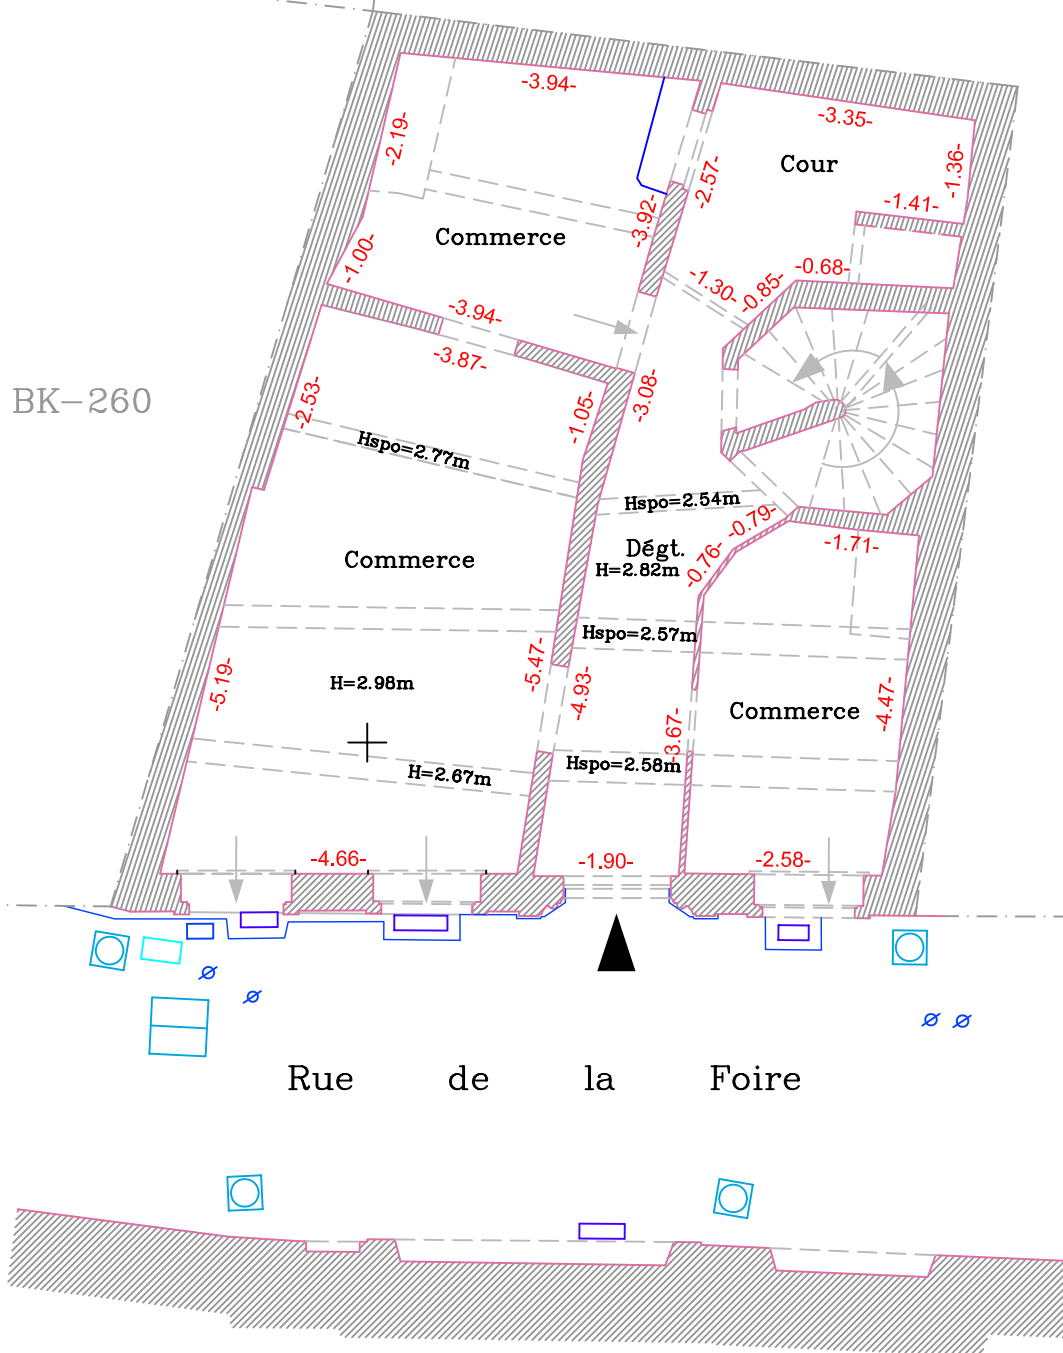 -3.94-
-3.35-
-2.19-
Cour
-1.36-
-2.57-
-1.41-
-3.92-
Commerce
-1.00-
-0.68-
-1.30-
-0.85-
-3.94-
-3.87-
BK-260
-2.53-
-1.05-
-3.08-
Hspo=2.77m
Hspo=2.54m
-0.79-
-1.71-
Dégt.
-0.76-
Commerce
H=2.82m
Hspo=2.57m
-5.47-
-5.19-
H=2.98m
-4.93-
-4.47-
Commerce
-3.67-
Hspo=2.58m
H=2.67m
-4.66-
-1.90-
-2.58-
Rue de la Foire